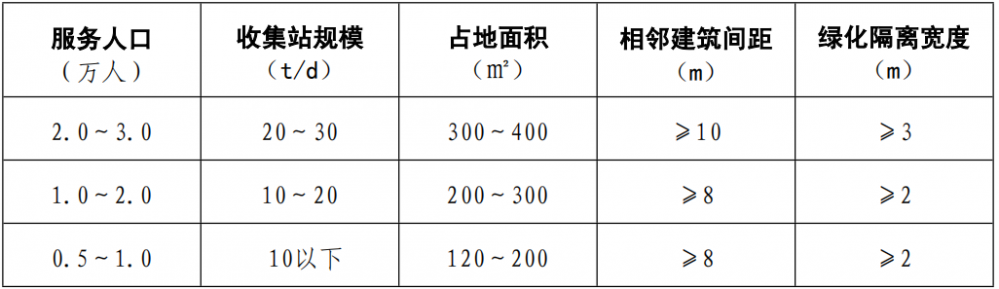 服务人口 收集站规模 占地面积 相邻建筑间距 绿化隔离宽度
（万人） （t/d） （㎡） （m） （m）
2.0～3.0 20～30 300～400 ⩾10 ⩾3
1.0～2.0 10～20 200～300 ⩾8 ⩾2
0.5～1.0 10以下 120～200 ⩾8 ⩾2